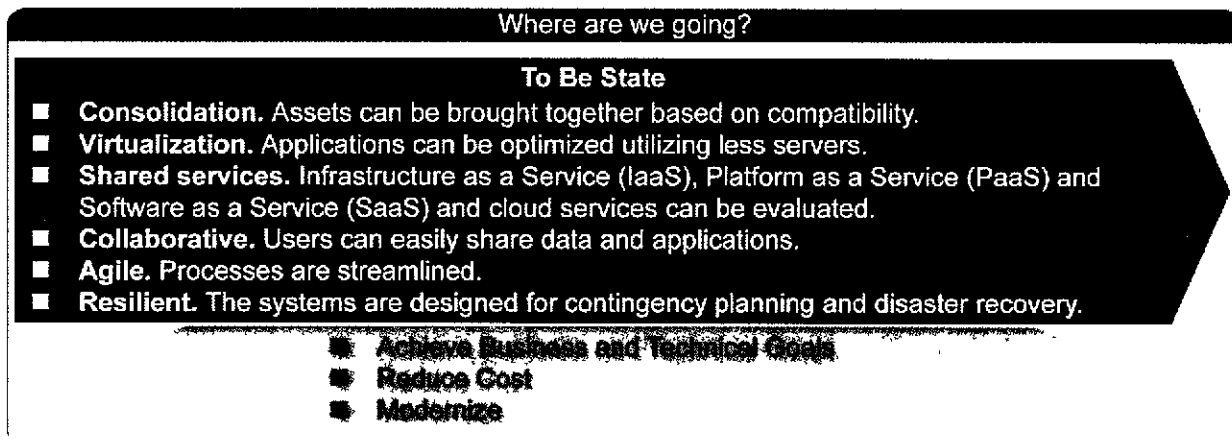 Where are we going?
To Be State
■ Consolidation. Assets can be brought together based on compatibility.
■ Virtualization. Applications can be optimized utilizing less servers.
■ Shared services. Infrastructure as a Service (IaaS), Platform as a Service (PaaS) and
Software as a Service (SaaS) and cloud services can be evaluated.
■ Collaborative. Users can easily share data and applications.
■ Agile. Processes are streamlined.
■ Resilient. The systems are designed for contingency planning and disaster recovery.
■ Achieve Business and Technical Goals
■ Reduce Cost
■ Modernize